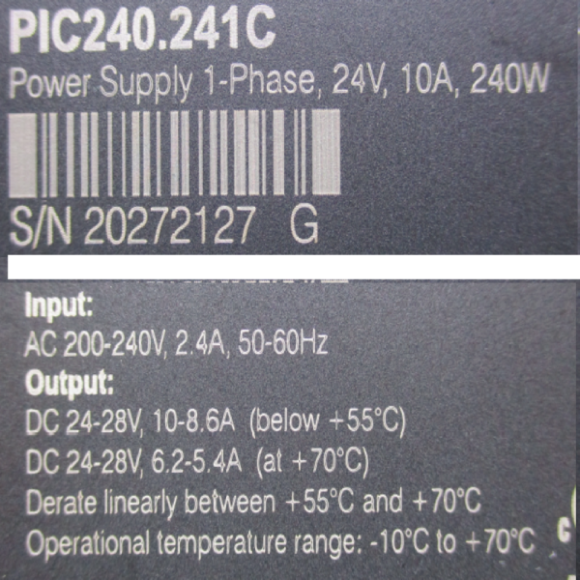 PIC240.241C
Power Supply 1-Phase, 24V, 10A, 240W
S/N 20272127 G
Input:
AC 200-240V, 2.4A, 50-60Hz
Output:
DC 24-28V, 10-8.6A (below +55°C)
DC 24-28V, 6.2-5.4A (at +70°C)
Derate linearly between +55°C and +70°C
Operational temperature range: -10°C to +70°C